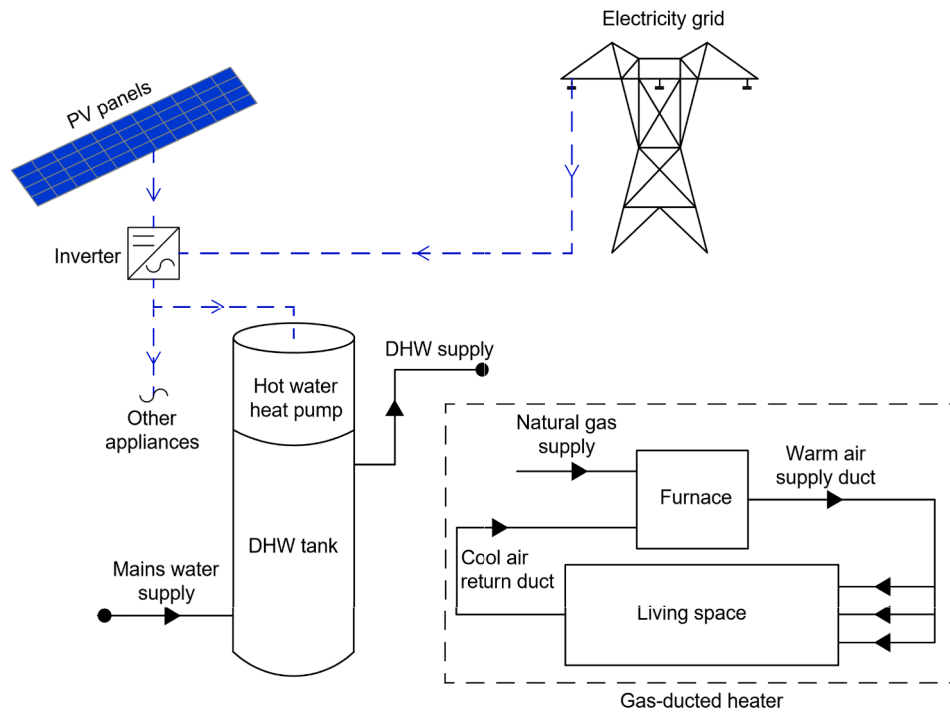 Electricity grid
PV panels
Inverter
DHW supply
Hot water
heat pump
Other
appliances
Natural gas
supply
Warm air
supply duct
Furnace
DHW tank
Cool air
return duct
Mains water
supply
Living space
Gas-ducted heater